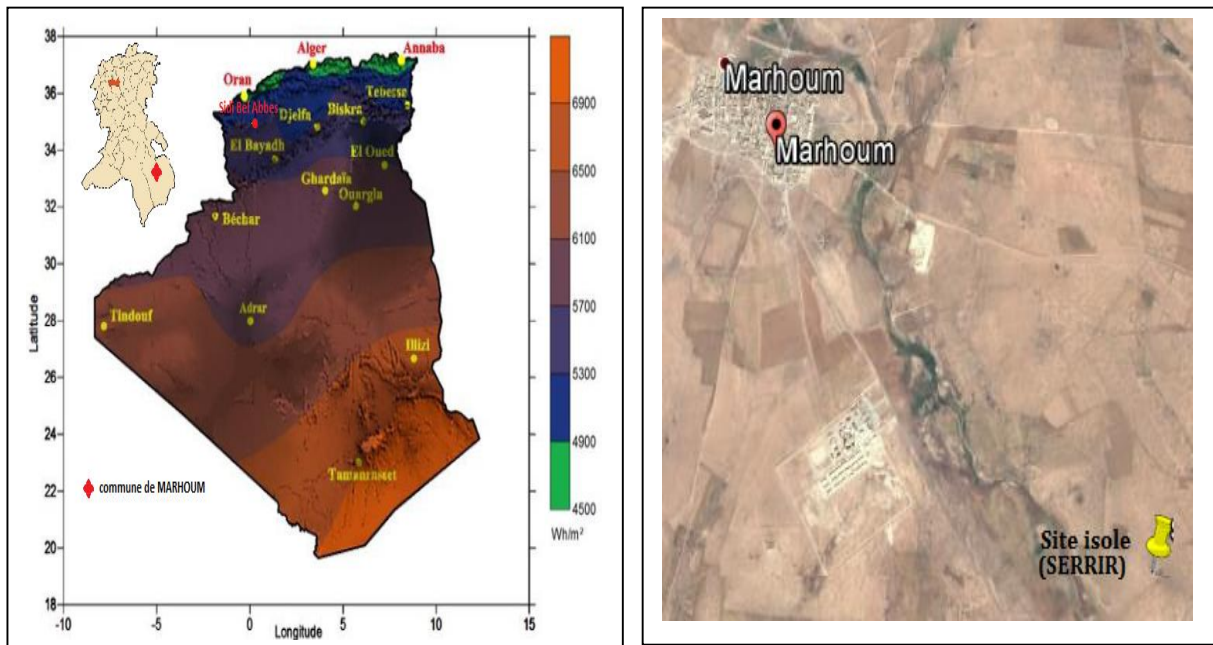 38
36
34
32
30
28
26
24
22
20
18
-10
-5
0
5
10
15
Latitude
Longitude
Alger
Annaba
Oran
Sidi Bel Abbes
Tebesse
Biskra
Djelfa
El Bayadh
El Oued
Ghardaïa
Ouargla
Béchar
Adrar
Tindouf
Illizi
Tamanrasset
commune de MARHOUM
6900
6500
6100
5700
5300
4900
4500
Wh/m²
Marhoum
Marhoum
Site isole
(SERRIR)